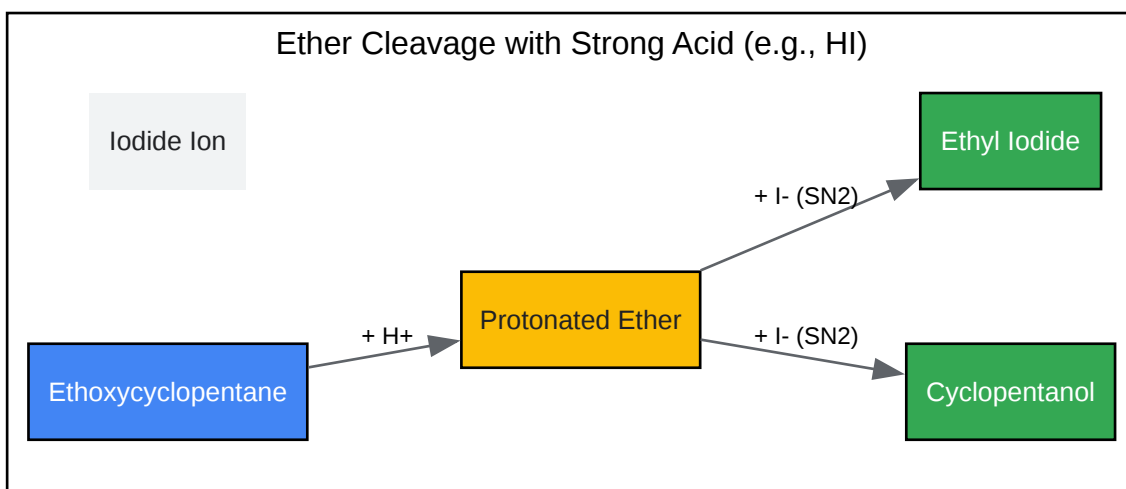 Ether Cleavage with Strong Acid (e.g., HI)
Iodide Ion
Ethyl Iodide
+ I- (SN2)
Protonated Ether
+ H+
+ I- (SN2)
Ethoxycyclopentane
Cyclopentanol